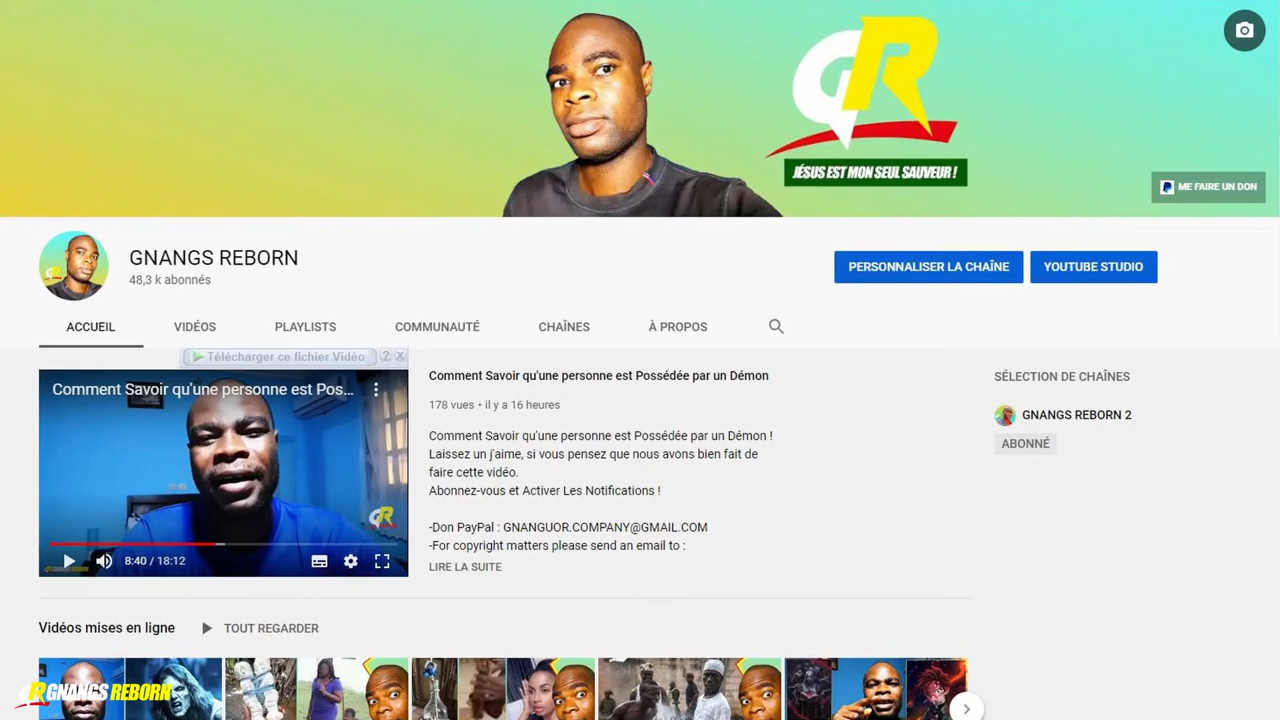 GR
JÉSUS EST MON SEUL SAUVEUR !
ME FAIRE UN DON
GNANGS REBORN
48,3 k abonnés
PERSONNALISER LA CHAÎNE
YOUTUBE STUDIO
ACCUEIL
VIDÉOS
PLAYLISTS
COMMUNAUTÉ
CHAÎNES
À PROPOS
Télécharger ce fichier Vidéo ?
Comment Savoir qu'une personne est Pos...
GR
8:40 / 18:12
Comment Savoir qu'une personne est Possédée par un Démon
178 vues • il y a 16 heures
Comment Savoir qu'une personne est Possédée par un Démon !
Laissez un j'aime, si vous pensez que nous avons bien fait de
faire cette vidéo.
Abonnez-vous et Activer Les Notifications !
-Don PayPal : GNANGUOR.COMPANY@GMAIL.COM
-For copyright matters please send an email to :
LIRE LA SUITE
SÉLECTION DE CHAÎNES
GNANGS REBORN 2
ABONNÉ
Vidéos mises en ligne
TOUT REGARDER
GR GNANGS REBORN